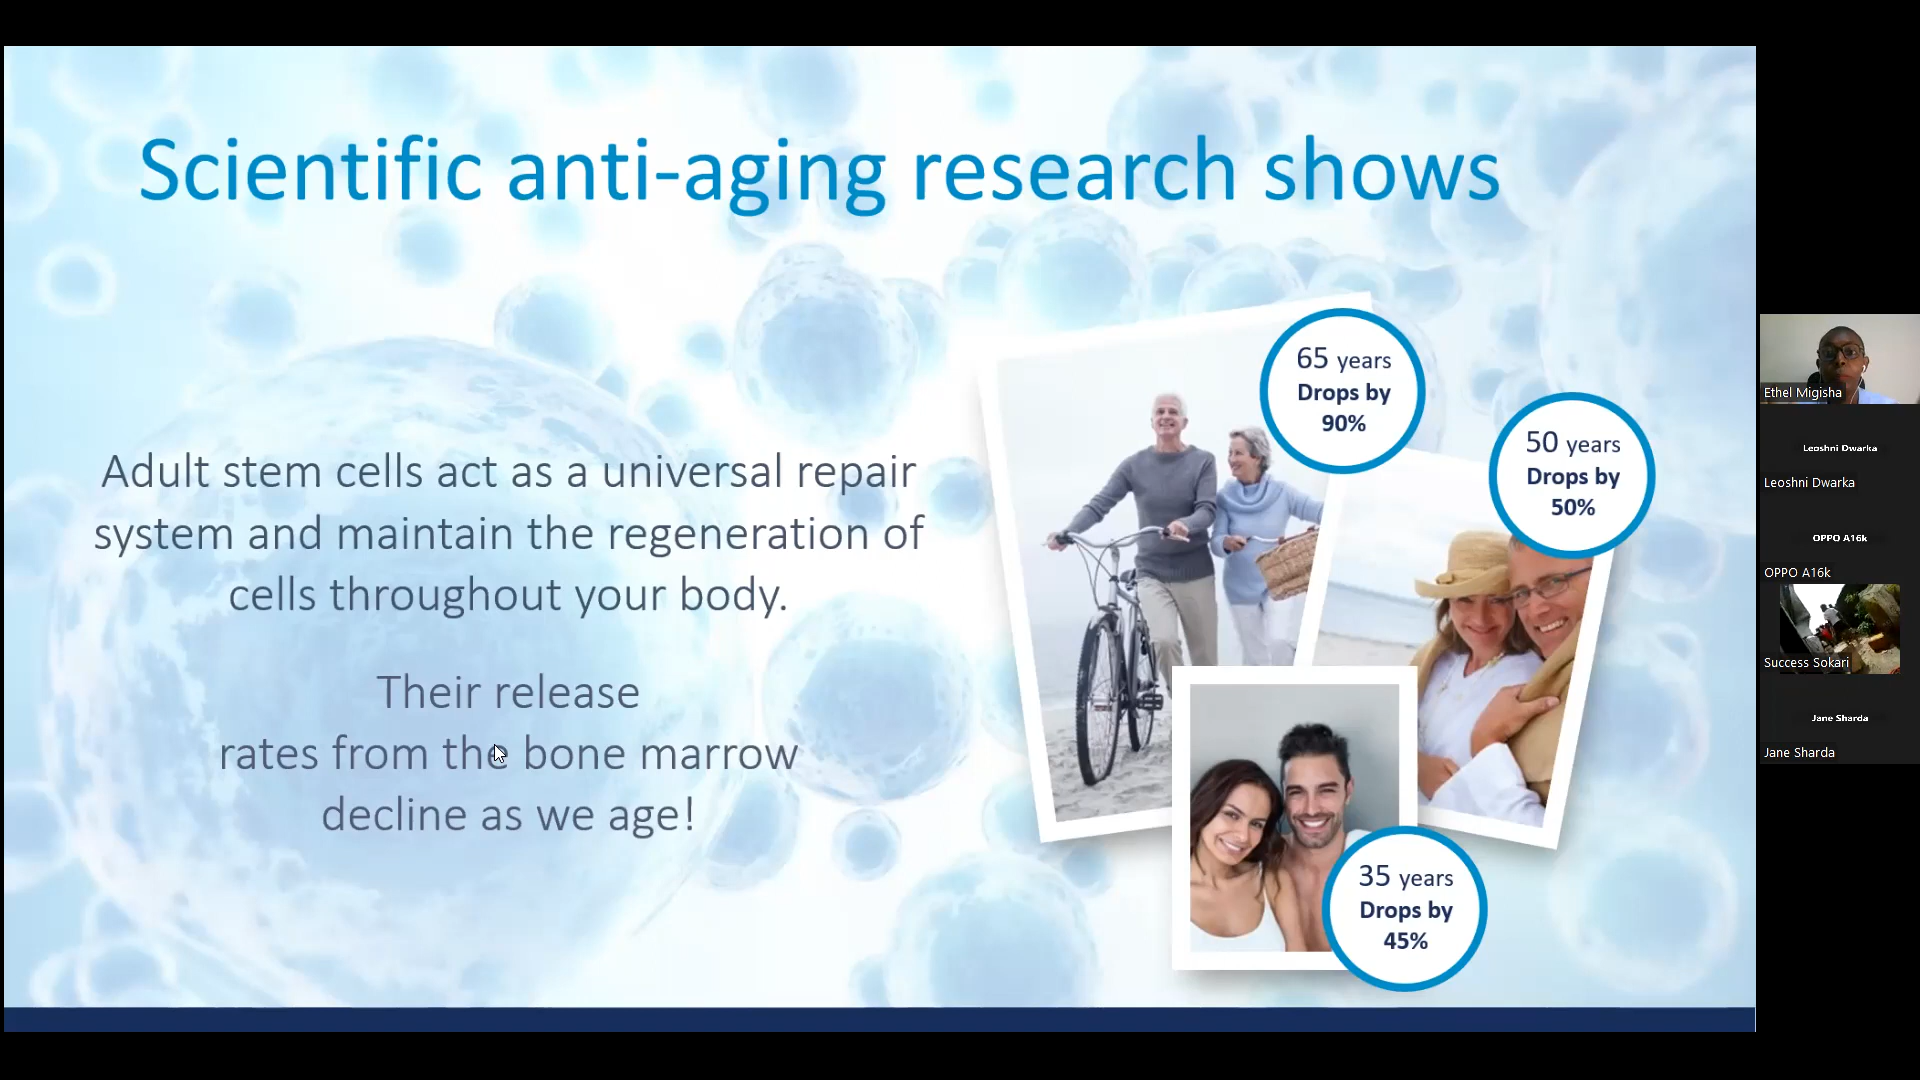 Scientific anti-aging research shows
Adult stem cells act as a universal repair
system and maintain the regeneration of
cells throughout your body.
Their release
rates from the bone marrow
decline as we age!
65 years
Drops by
90%
50 years
Drops by
50%
35 years
Drops by
45%
Ethel Migisha
Leoshni Dwarka
Leoshni Dwarka
OPPO A16k
OPPO A16k
Success Sokari
Jane Sharda
Jane Sharda